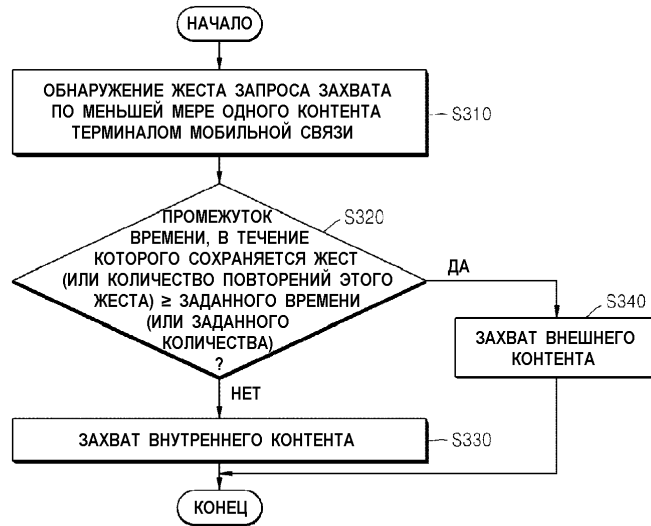 НАЧАЛО
ОБНАРУЖЕНИЕ ЖЕСТА ЗАПРОСА ЗАХВАТА
ПО МЕНЬШЕЙ МЕРЕ ОДНОГО КОНТЕНТА
ТЕРМИНАЛОМ МОБИЛЬНОЙ СВЯЗИ
S310
ПРОМЕЖУТОК
ВРЕМЕНИ, В ТЕЧЕНИЕ
КОТОРОГО СОХРАНЯЕТСЯ ЖЕСТ
(ИЛИ КОЛИЧЕСТВО ПОВТОРЕНИЙ ЭТОГО
ЖЕСТА) ≥ ЗАДАННОГО ВРЕМЕНИ
(ИЛИ ЗАДАННОГО
КОЛИЧЕСТВА)
?
S320
ДА
S340
ЗАХВАТ ВНЕШНЕГО
КОНТЕНТА
НЕТ
ЗАХВАТ ВНУТРЕННЕГО КОНТЕНТА
S330
КОНЕЦ